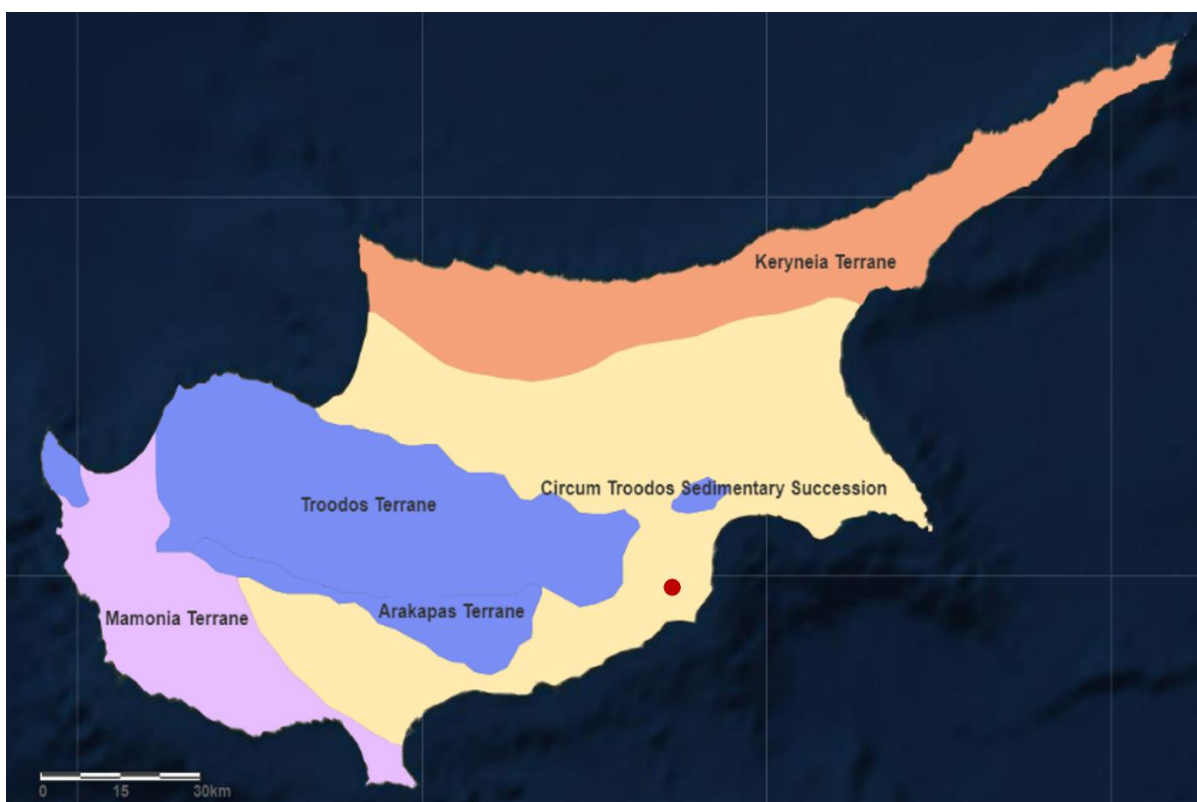 Keryneia Terrane
Circum Troodos Sedimentary Succession
Troodos Terrane
Arakapas Terrane
Mamonia Terrane
0 15 30km